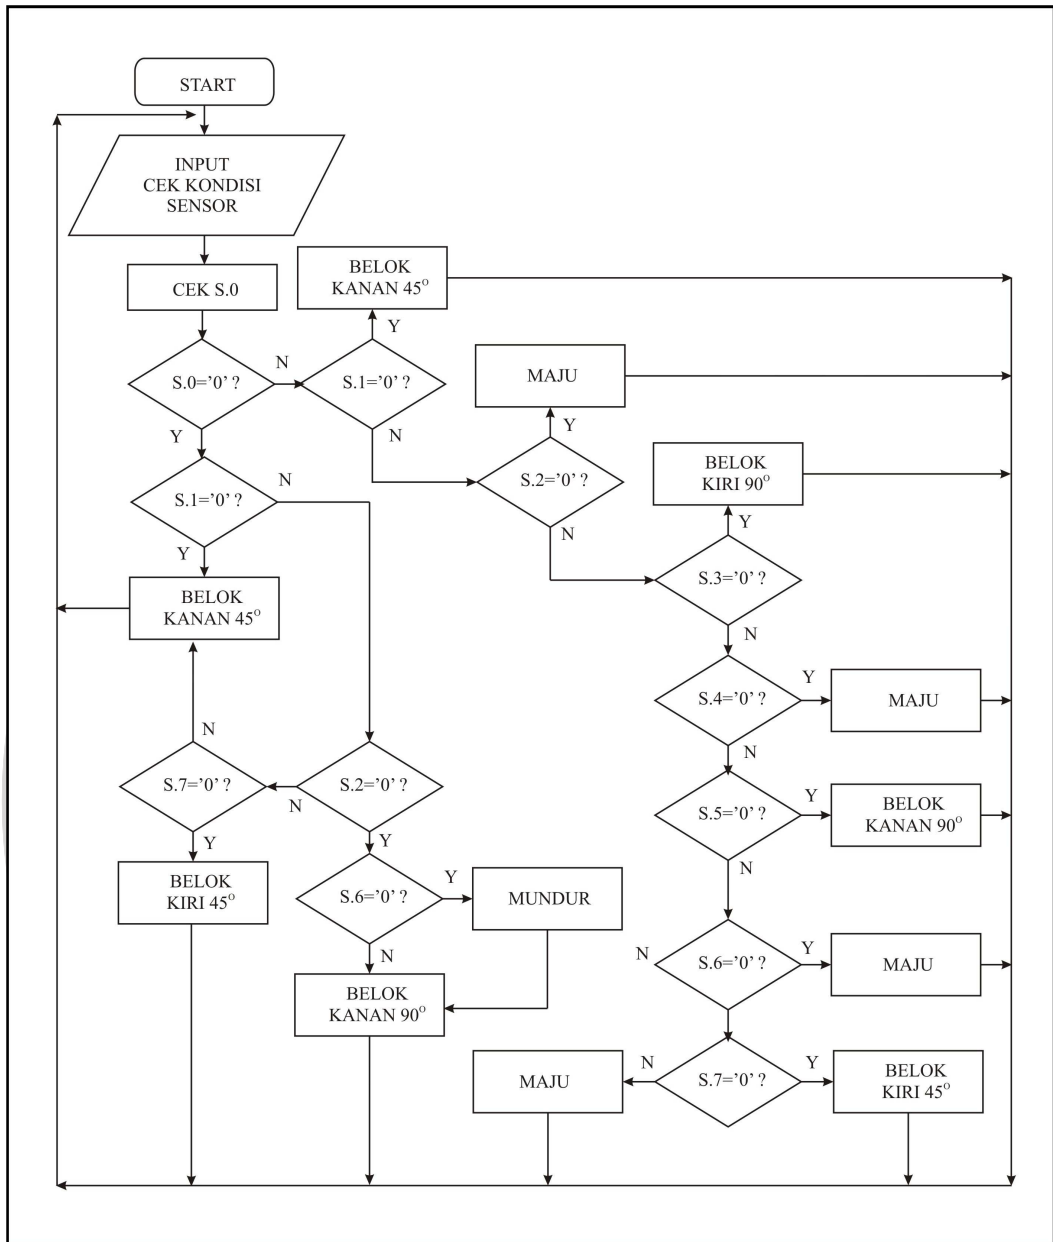 START
INPUT
CEK KONDISI
SENSOR
CEK S.0
BELOK
KANAN 45°
Y
S.0='0' ?
N
S.1='0' ?
MAJU
Y
N
Y
S.2='0' ?
BELOK
KIRI 90°
S.1='0' ?
N
N
Y
Y
S.3='0' ?
BELOK
KANAN 45°
N
S.4='0' ?
Y
MAJU
N
N
S.7='0' ?
N
S.2='0' ?
S.5='0' ?
Y
BELOK
KANAN 90°
Y
Y
N
BELOK
KIRI 45°
S.6='0' ?
Y
MUNDUR
N
N
S.6='0' ?
Y
MAJU
BELOK
KANAN 90°
MAJU
N
S.7='0' ?
Y
BELOK
KIRI 45°